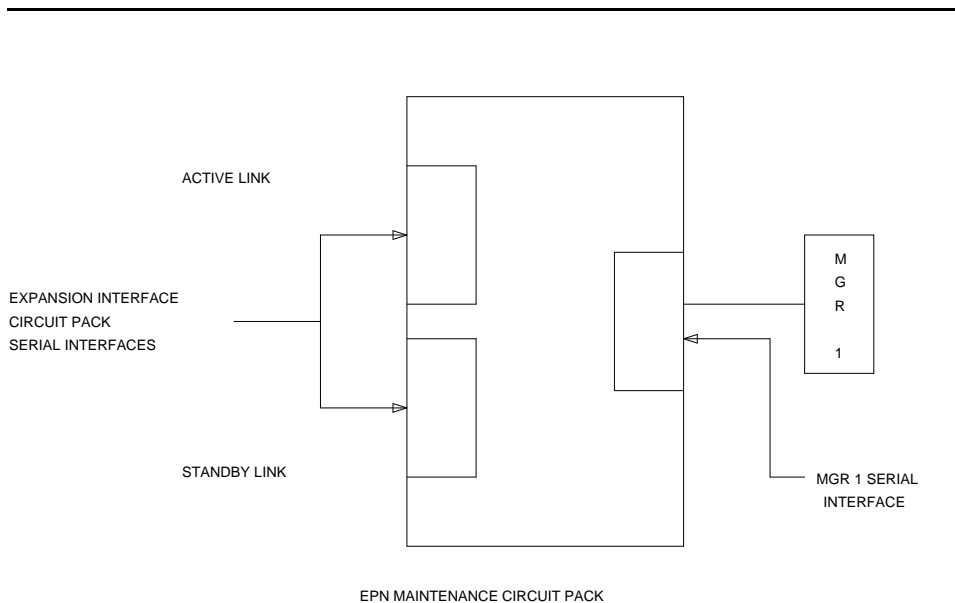 ACTIVE LINK
EXPANSION INTERFACE
CIRCUIT PACK
SERIAL INTERFACES
STANDBY LINK
M
G
R
1
MGR 1 SERIAL
INTERFACE
EPN MAINTENANCE CIRCUIT PACK